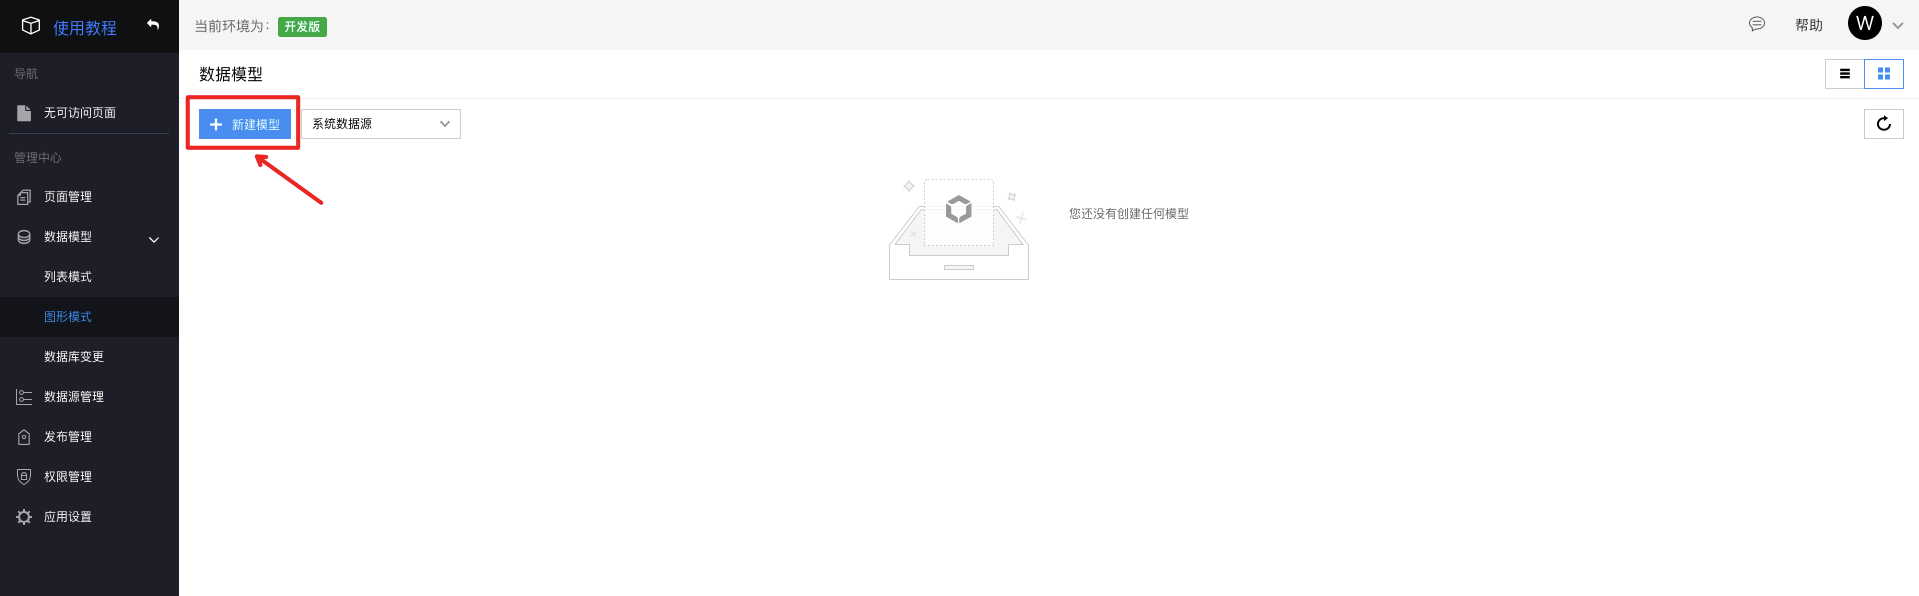 使用教程
当前环境为：
开发版
帮助
W
导航
无可访问页面
管理中心
页面管理
数据模型
列表模式
图形模式
数据库变更
数据源管理
发布管理
权限管理
应用设置
数据模型
新建模型
系统数据源
您还没有创建任何模型